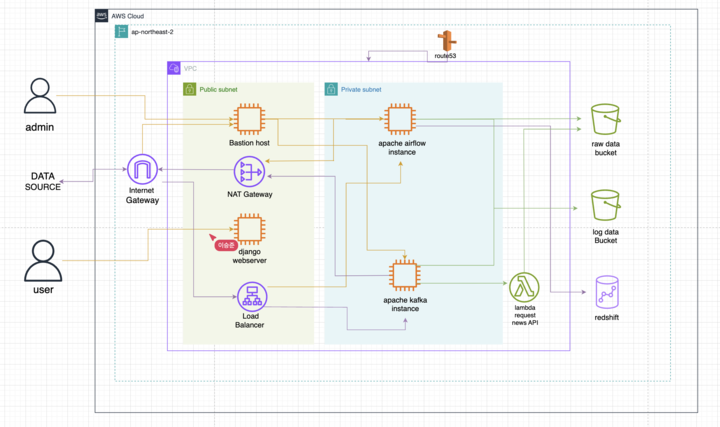 aws
AWS Cloud
ap-northeast-2
route53
VPC
Public subnet
Private subnet
admin
Bastion host
apache airflow
instance
raw data
bucket
DATA
SOURCE
Internet
Gateway
NAT Gateway
log data
Bucket
이승준
django
webserver
user
Load
Balancer
apache kafka
instance
lambda
request
news API
redshift